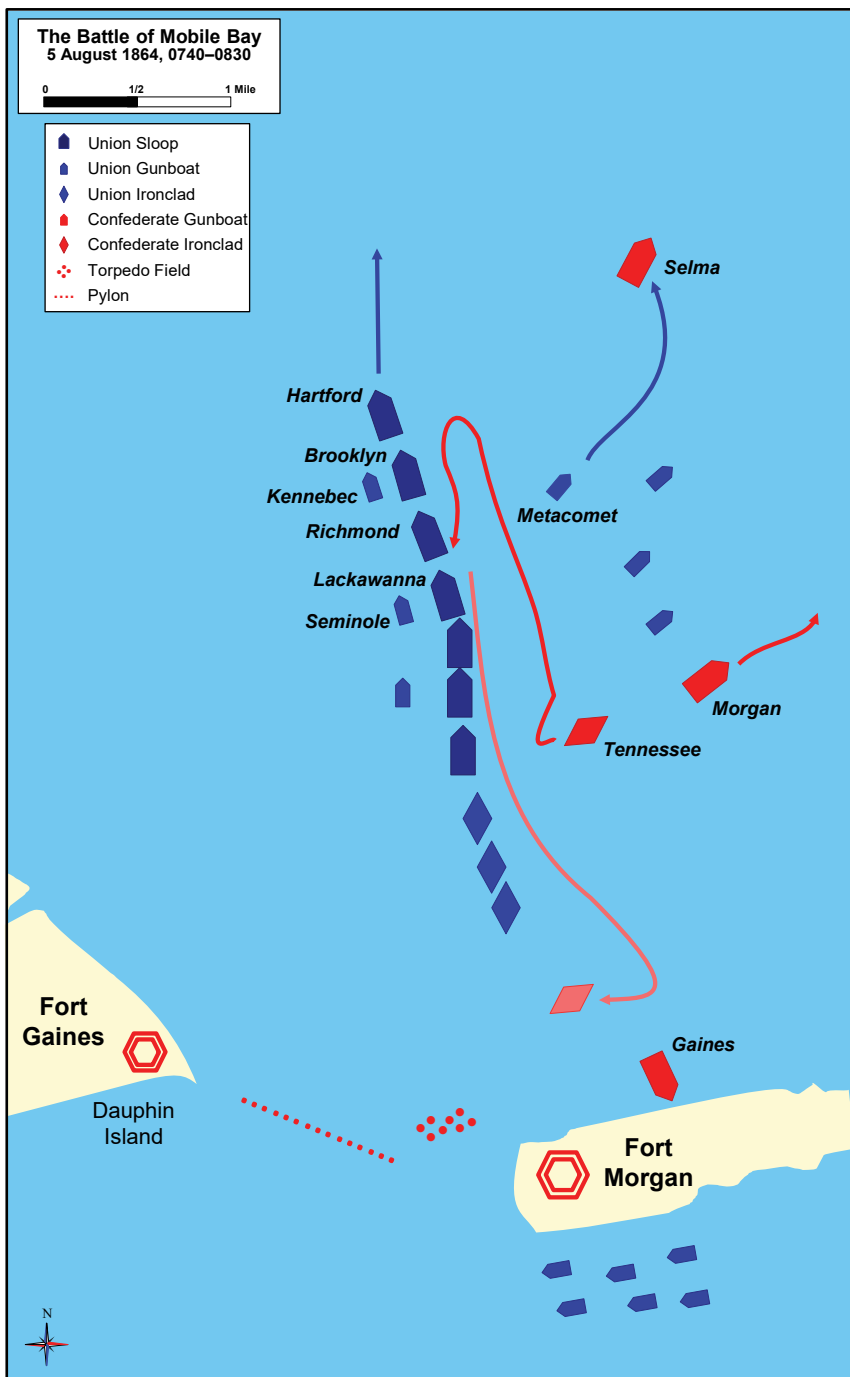 The Battle of Mobile Bay
5 August 1864, 0740–0830
0 1/2 1 Mile
Union Sloop
Union Gunboat
Union Ironclad
Confederate Gunboat
Confederate Ironclad
Torpedo Field
Pylon
Selma
Hartford
Brooklyn
Kennebec
Metacomet
Richmond
Lackawanna
Seminole
Morgan
Tennessee
Fort
Gaines
Gaines
Dauphin
Island
Fort
Morgan
N